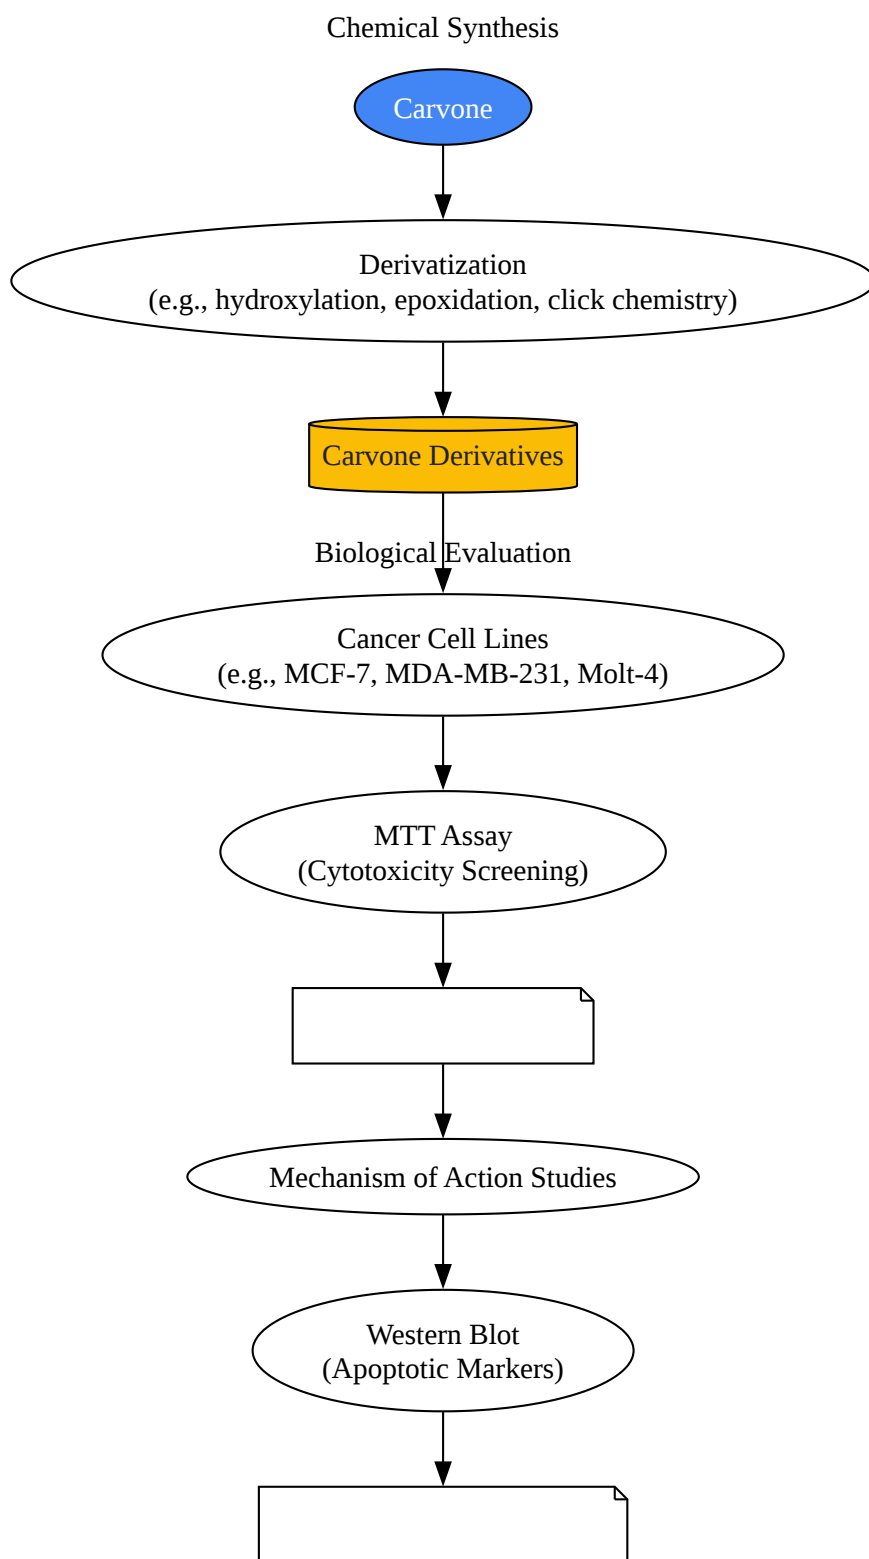 Chemical Synthesis
Carvone
Derivatization
(e.g., hydroxylation, epoxidation, click chemistry)
Carvone Derivatives
Biological Evaluation
Cancer Cell Lines
(e.g., MCF-7, MDA-MB-231, Molt-4)
MTT Assay
(Cytotoxicity Screening)
Mechanism of Action Studies
Western Blot
(Apoptotic Markers)